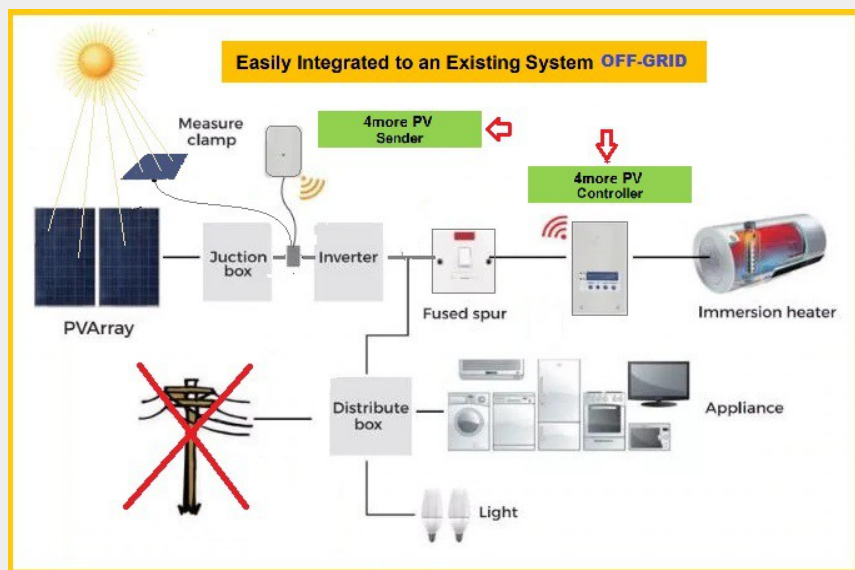 Easily Integrated to an Existing System OFF-GRID
Measure
clamp
4more PV
Sender
4more PV
Controller
Juction
box
Inverter
PVArray
Fused spur
Immersion heater
Distribute
box
Appliance
Light